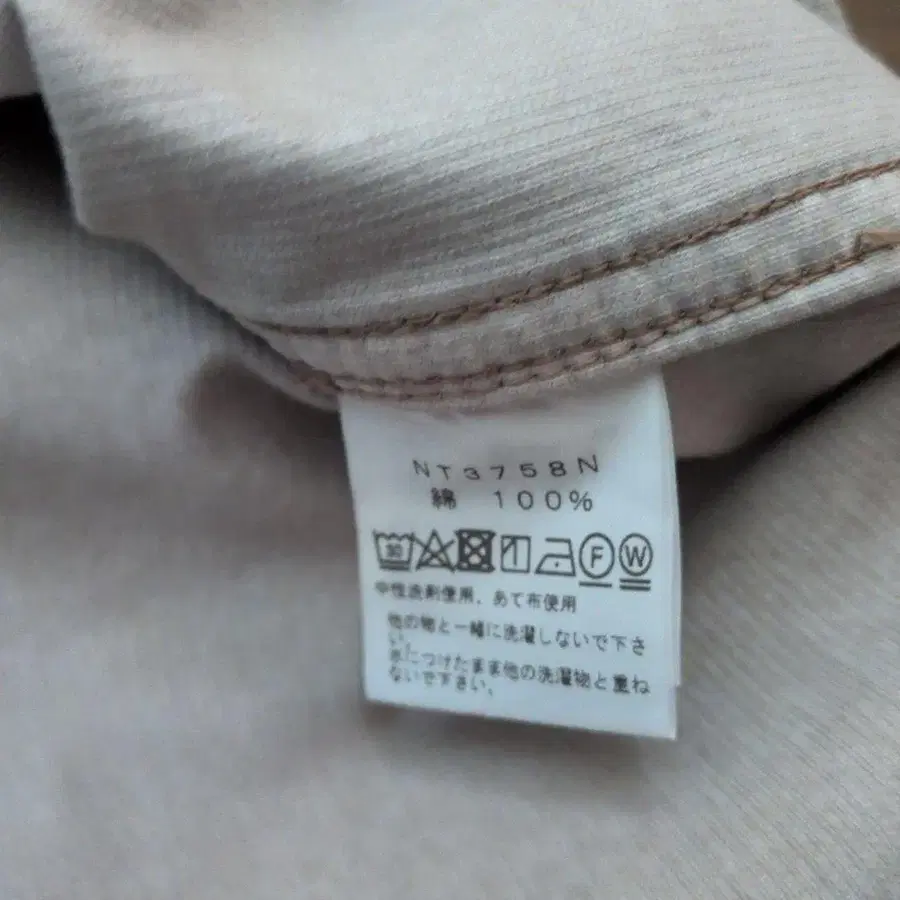 NT3758N
綿 100%
30 F W
中性洗剤使用、あて布使用
他の物と一緒に洗濯しないで下さ
い。
水につけたまま他の洗濯物と重ね
ないで下さい。